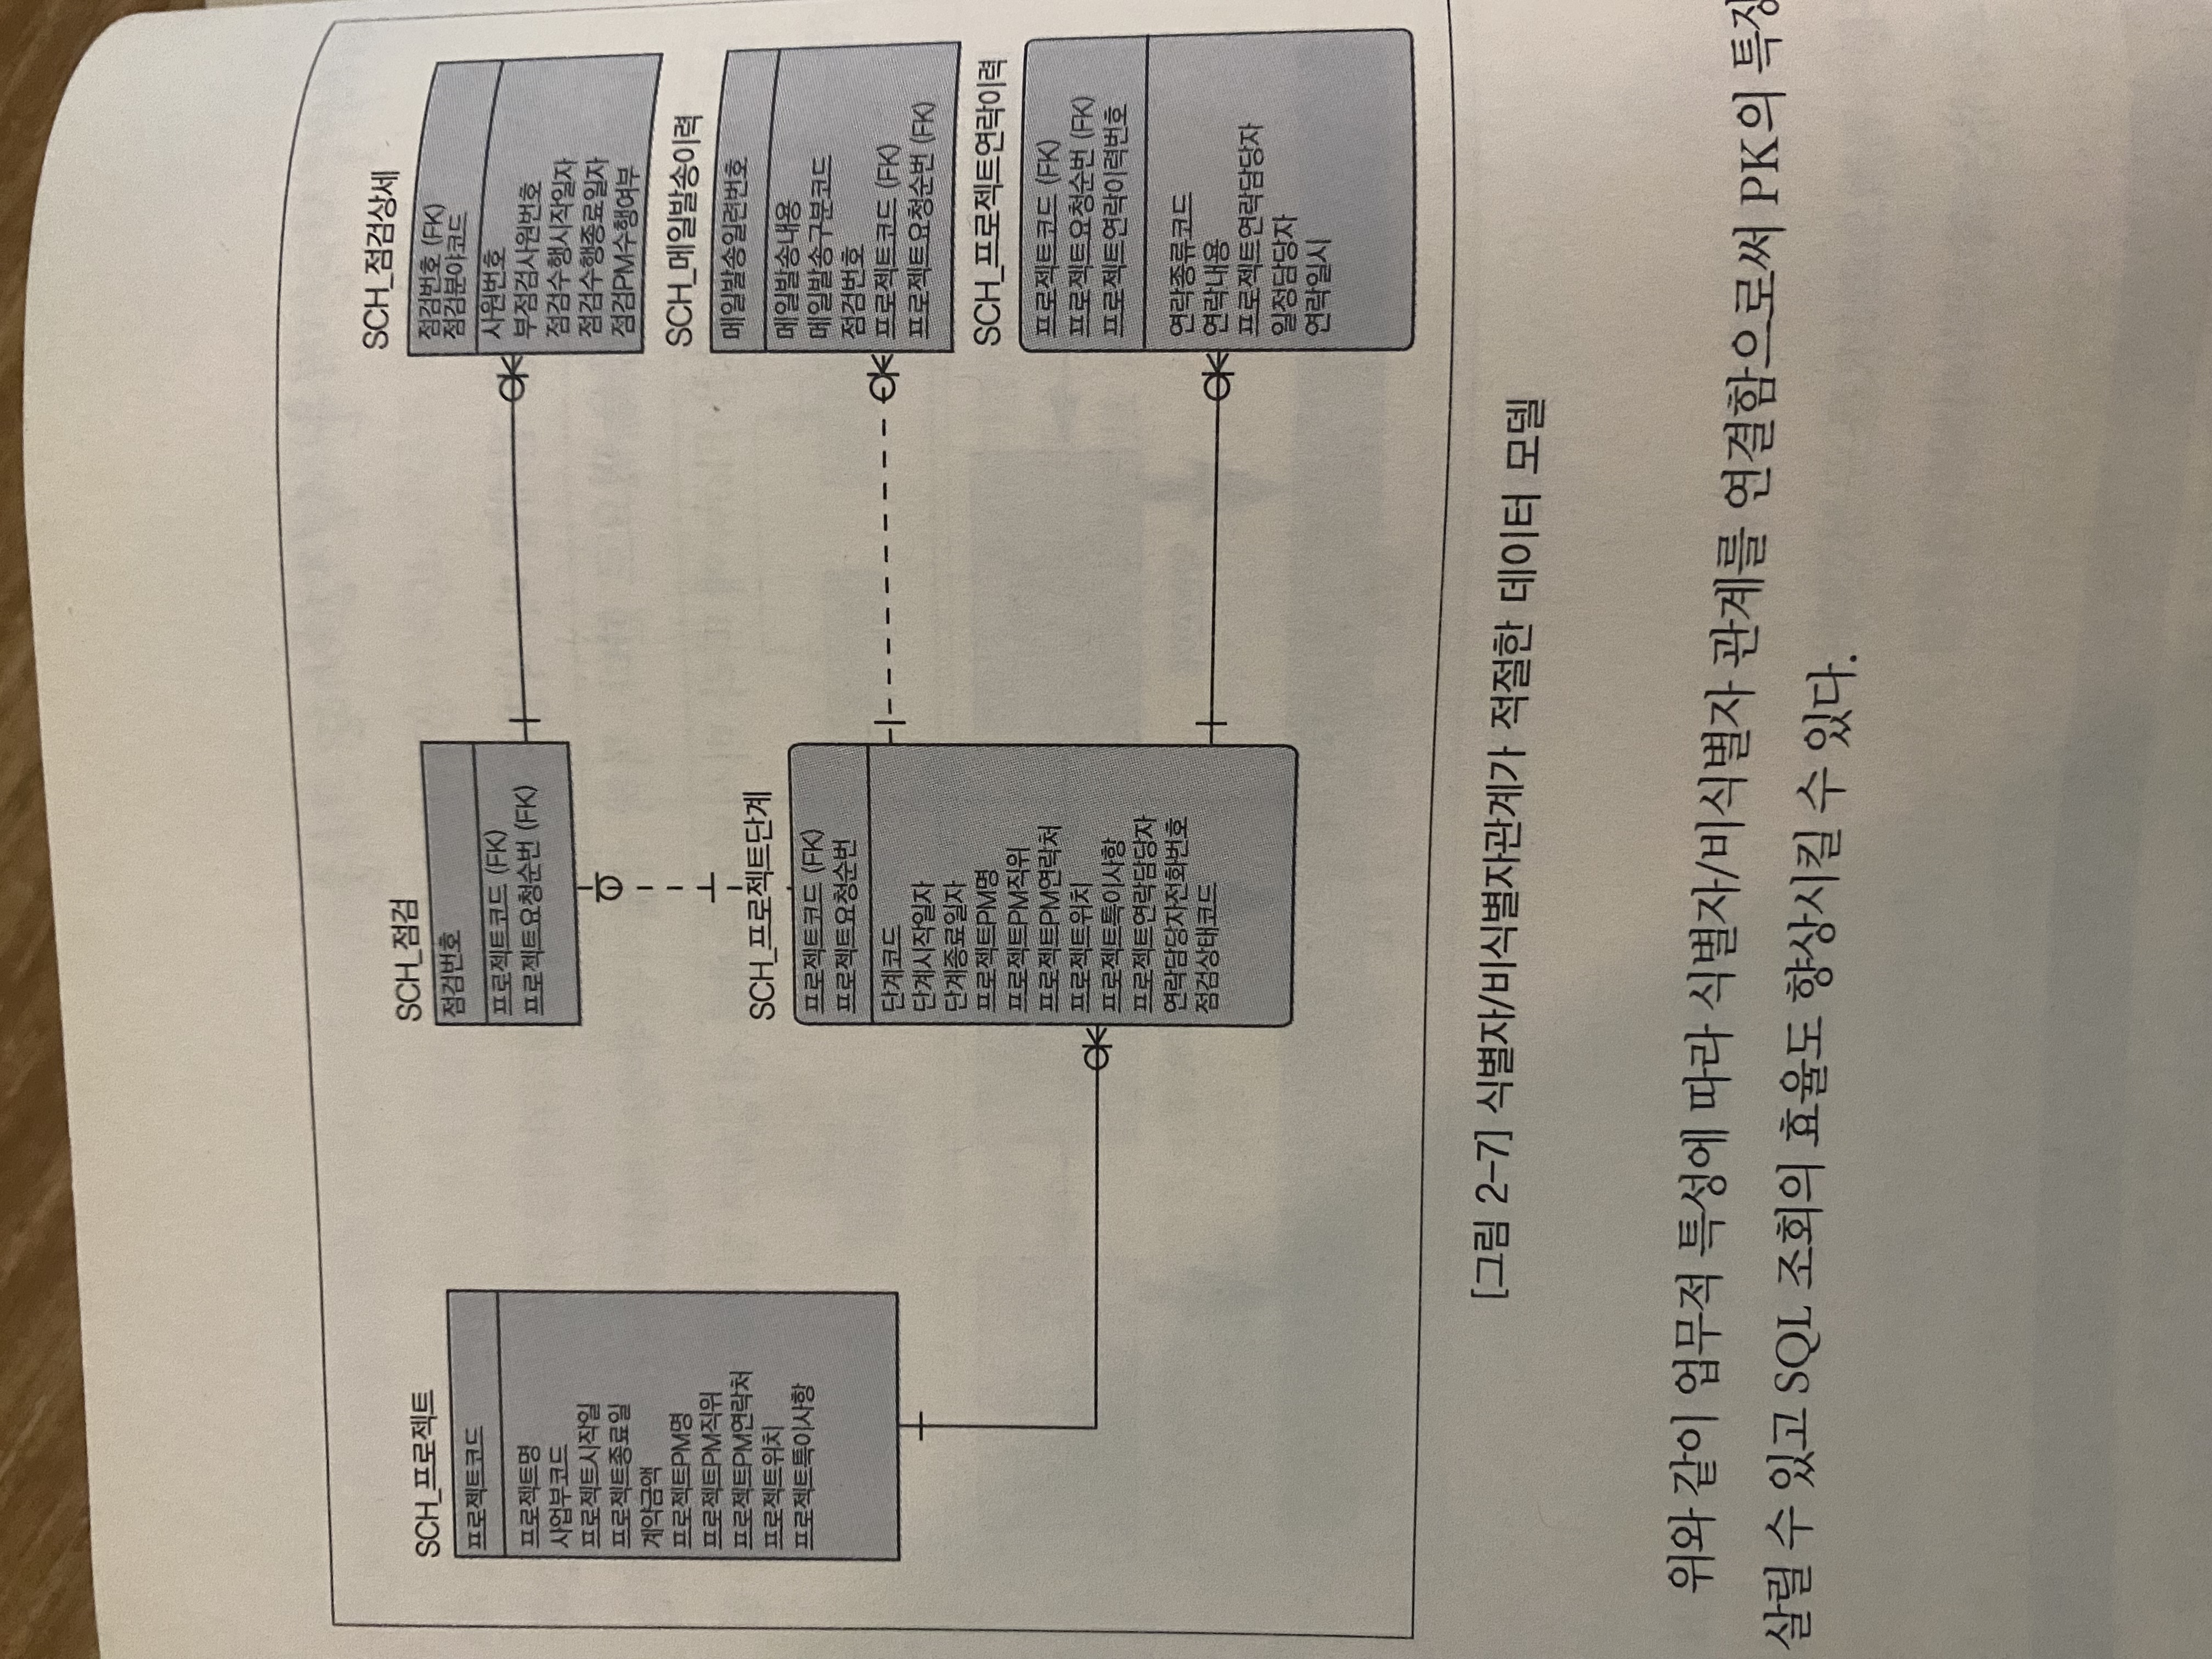 SCH_프로젝트
프로젝트코드
프로젝트명
사업부코드
프로젝트시작일
프로젝트종료일
계약금액
프로젝트PM명
프로젝트PM직위
프로젝트PM연락처
프로젝트위치
프로젝트특이사항
SCH_점검
점검번호
프로젝트코드 (FK)
프로젝트요청순번 (FK)
SCH_프로젝트단계
프로젝트코드 (FK)
프로젝트요청순번
단계코드
단계시작일자
단계종료일자
프로젝트PM명
프로젝트PM직위
프로젝트PM연락처
프로젝트위치
프로젝트특이사항
프로젝트연락담당자
연락담당자전화번호
점검상태코드
SCH_점검상세
점검번호 (FK)
점검분야코드
사원번호
부점검사원번호
점검수행시작일자
점검수행종료일자
점검PM수행여부
SCH_메일발송이력
메일발송일련번호
메일발송내용
메일발송구분코드
점검번호
프로젝트코드 (FK)
프로젝트요청순번 (FK)
SCH_프로젝트연락이력
프로젝트코드 (FK)
프로젝트요청순번 (FK)
프로젝트연락이력번호
연락종류코드
연락내용
프로젝트연락담당자
일정담당자
연락일시
[그림 2-7] 식별자/비식별자관계가 적절한 데이터 모델
위와 같이 업무적 특성에 따라 식별자/비식별자 관계를 연결함으로써 PK의
살릴 수 있고 SQL 조회의 효율도 향상시킬 수 있다.